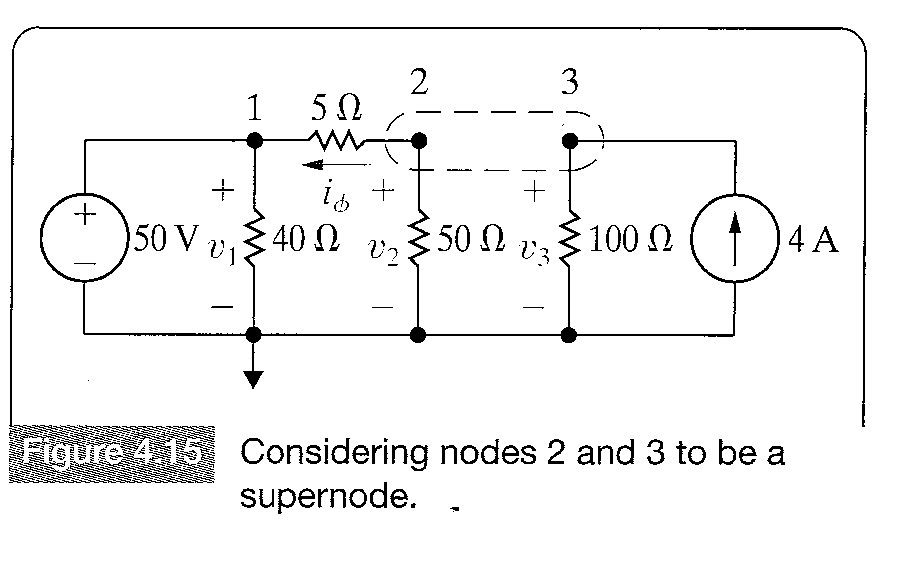 2 3
1 5 Ω
+ iϕ + +
+ 50 V v1 40 Ω v2 50 Ω v3 100 Ω 4 A
− − − −
Figure 4.15 Considering nodes 2 and 3 to be a
supernode.